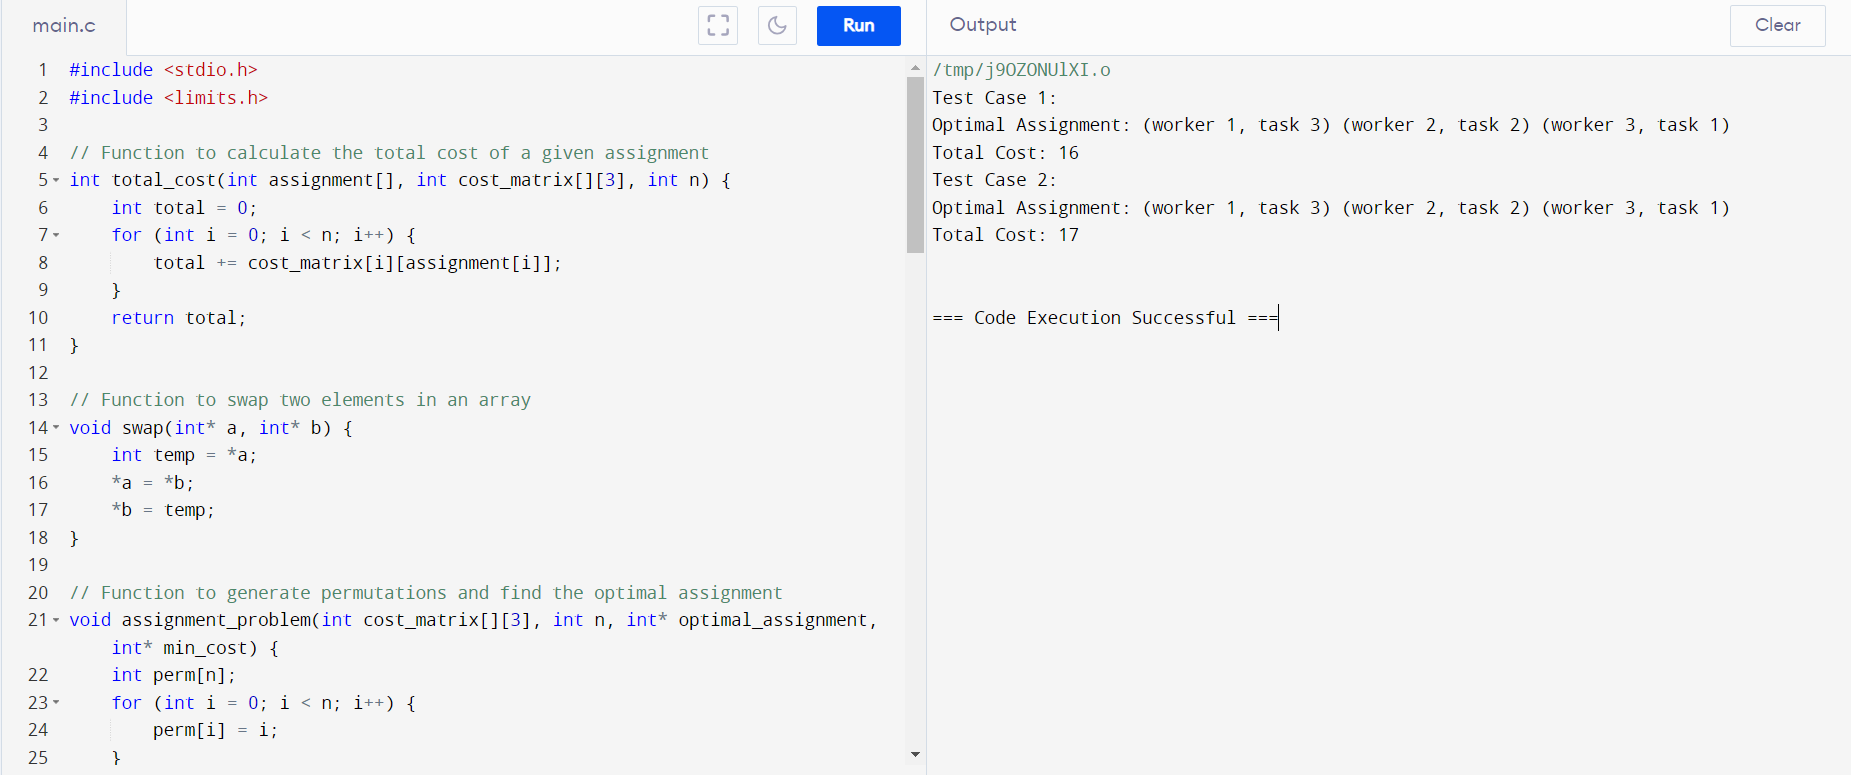 main.c
Run
1 #include <stdio.h>
2 #include <limits.h>
3
4 // Function to calculate the total cost of a given assignment
5 int total_cost(int assignment[], int cost_matrix[][3], int n) {
6     int total = 0;
7     for (int i = 0; i < n; i++) {
8         total += cost_matrix[i][assignment[i]];
9     }
10     return total;
11 }
12
13 // Function to swap two elements in an array
14 void swap(int* a, int* b) {
15     int temp = *a;
16     *a = *b;
17     *b = temp;
18 }
19
20 // Function to generate permutations and find the optimal assignment
21 void assignment_problem(int cost_matrix[][3], int n, int* optimal_assignment,
    int* min_cost) {
22     int perm[n];
23     for (int i = 0; i < n; i++) {
24         perm[i] = i;
25     }
Output
Clear
/tmp/j9OZONUlXI.o
Test Case 1:
Optimal Assignment: (worker 1, task 3) (worker 2, task 2) (worker 3, task 1)
Total Cost: 16
Test Case 2:
Optimal Assignment: (worker 1, task 3) (worker 2, task 2) (worker 3, task 1)
Total Cost: 17
=== Code Execution Successful ===